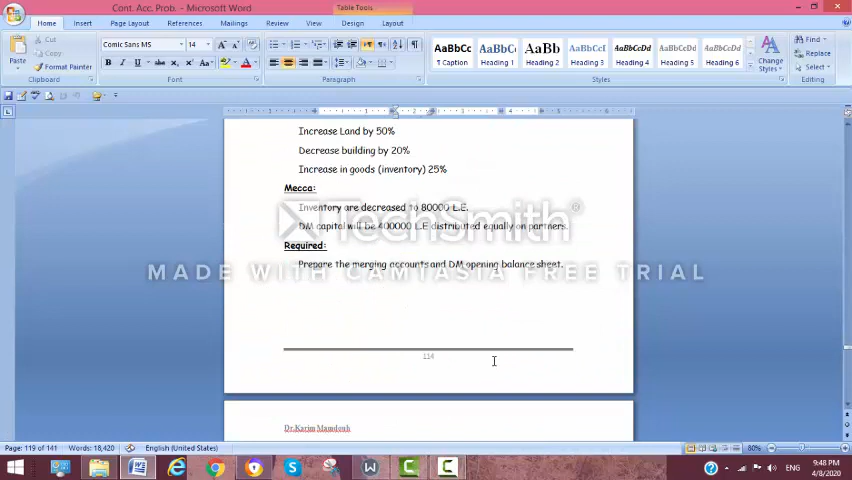 Cont. Acc. Prob. - Microsoft Word
Table Tools
Home Insert Page Layout References Mailings Review View Design Layout
Cut
Copy
Format Painter
Paste
Clipboard
Comic Sans MS 14
Font
Paragraph
AaBbCc AaBbCc AaBb AaBbCcI AaBbCcDd AaBbCcDd AaBbCcDd
¶ Caption Heading 1 Heading 2 Heading 3 Heading 4 Heading 5 Heading 6
Change Styles
Styles
Find
Replace
Select
Editing
Increase Land by 50%
Decrease building by 20%
Increase in goods (inventory) 25%
Mecca:
Inventory are decreased to 80000 L.E.
DM capital will be 400000 L.E distributed equally on partners.
Required:
Prepare the merging accounts and DM opening balance sheet.
TechSmith
MADE WITH CAMTASIA FREE TRIAL
114
Dr.Karim Mamdouh
Page: 119 of 141 Words: 18,420 English (United States) 80%
ENG 9:48 PM
4/8/2020